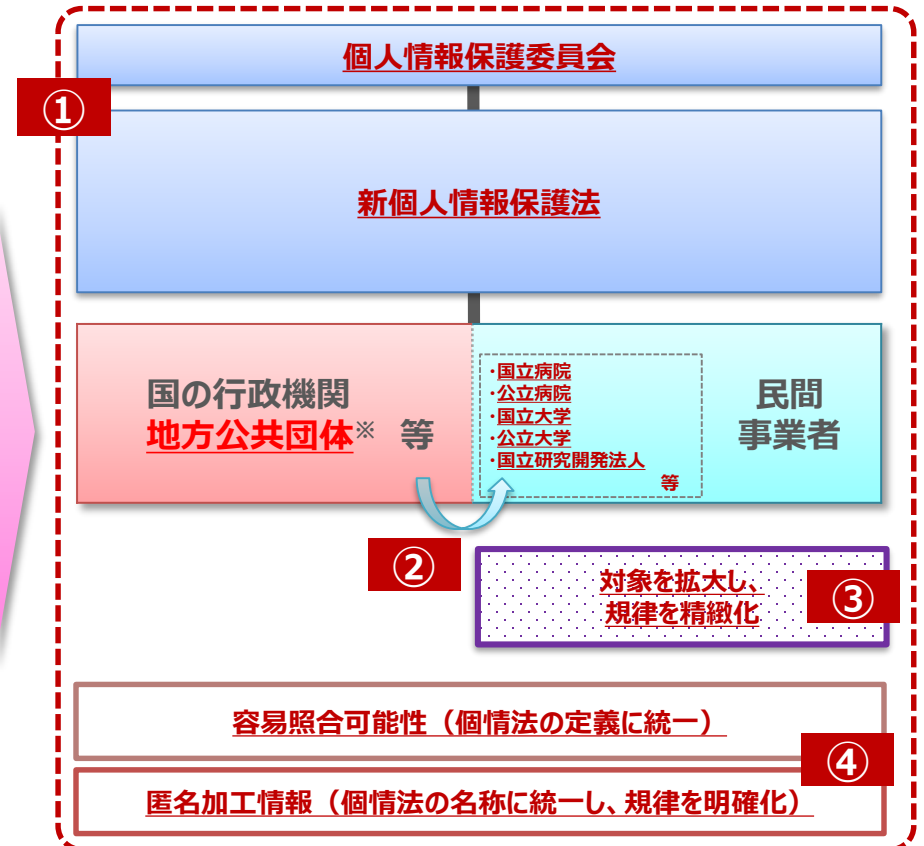 個人情報保護委員会
①
新個人情報保護法
国の行政機関
地方公共団体※ 等
・国立病院
・公立病院
・国立大学
・公立大学
・国立研究開発法人
等
民間
事業者
②
対象を拡大し、
規律を精緻化
③
容易照合可能性（個情法の定義に統一）
④
匿名加工情報（個情法の名称に統一し、規律を明確化）